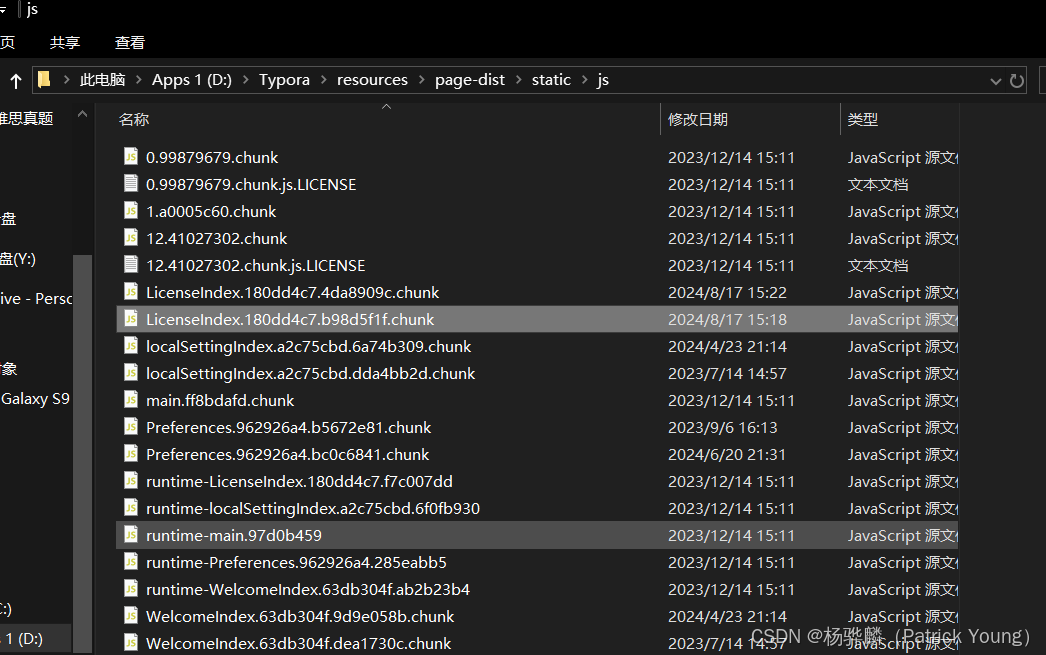 js
页 共享 查看
此电脑 Apps 1 (D:) Typora resources page-dist static js
名称 修改日期 类型
0.99879679.chunk 2023/12/14 15:11 JavaScript 源文
0.99879679.chunk.js.LICENSE 2023/12/14 15:11 文本文档
1.a0005c60.chunk 2023/12/14 15:11 JavaScript 源文
12.41027302.chunk 2023/12/14 15:11 JavaScript 源文
12.41027302.chunk.js.LICENSE 2023/12/14 15:11 文本文档
LicenseIndex.180dd4c7.4da8909c.chunk 2024/8/17 15:22 JavaScript 源文
LicenseIndex.180dd4c7.b98d5f1f.chunk 2024/8/17 15:18 JavaScript 源文
localSettingIndex.a2c75cbd.6a74b309.chunk 2024/4/23 21:14 JavaScript 源文
localSettingIndex.a2c75cbd.dda4bb2d.chunk 2023/7/14 14:57 JavaScript 源文
main.ff8bdafd.chunk 2023/12/14 15:11 JavaScript 源文
Preferences.962926a4.b5672e81.chunk 2023/9/6 16:13 JavaScript 源文
Preferences.962926a4.bc0c6841.chunk 2024/6/20 21:31 JavaScript 源文
runtime-LicenseIndex.180dd4c7.f7c007dd 2023/12/14 15:11 JavaScript 源文
runtime-localSettingIndex.a2c75cbd.6f0fb930 2023/12/14 15:11 JavaScript 源文
runtime-main.97d0b459 2023/12/14 15:11 JavaScript 源文
runtime-Preferences.962926a4.285eabb5 2023/12/14 15:11 JavaScript 源文
runtime-WelcomeIndex.63db304f.ab2b23b4 2023/12/14 15:11 JavaScript 源文
WelcomeIndex.63db304f.9d9e058b.chunk 2024/4/23 21:14 JavaScript 源文
WelcomeIndex.63db304f.dea1730c.chunk 2023/7/14 14:57 JavaScript 源文
思真题
盘
盘(Y:)
ive - Perso
象
Galaxy S9
:)
1 (D:)
CSDN @杨骅麟（Patrick Young）